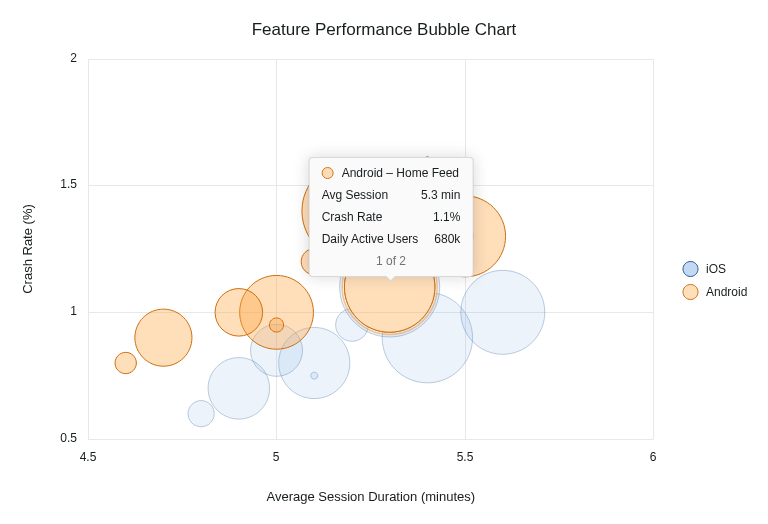 Feature Performance Bubble Chart
2
1.5
1
0.5
Crash Rate (%)
4.5 5 5.5 6
Average Session Duration (minutes)
Android – Home Feed
Avg Session 5.3 min
Crash Rate 1.1%
Daily Active Users 680k
1 of 2
iOS
Android